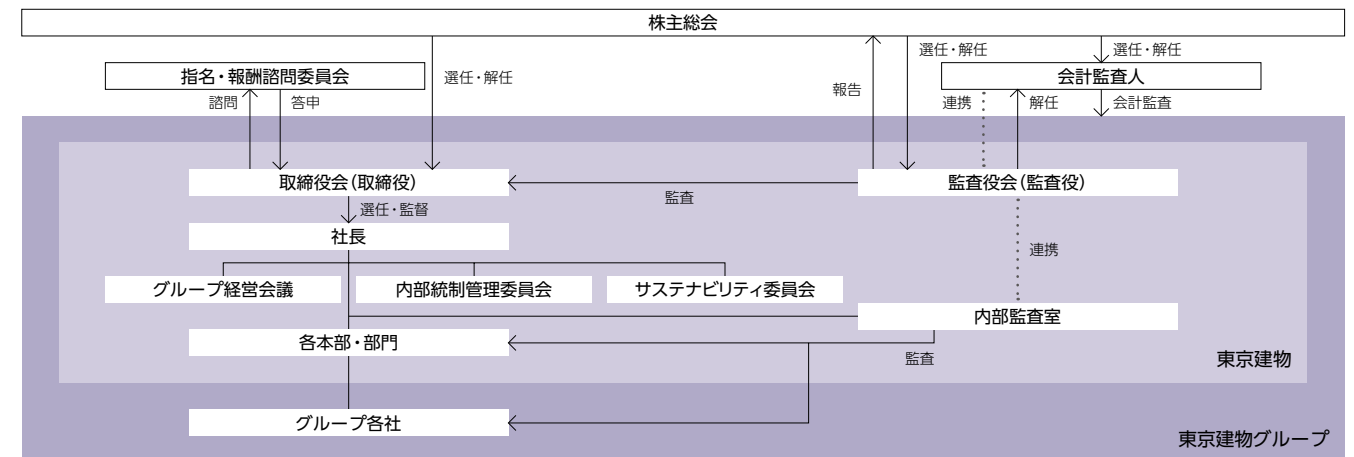 株主総会
選任・解任
選任・解任
選任・解任
報告
指名・報酬諮問委員会
会計監査人
諮問
答申
連携
解任
会計監査
取締役会(取締役)
監査役会(監査役)
監査
選任・監督
社長
連携
グループ経営会議
内部統制管理委員会
サステナビリティ委員会
内部監査室
各本部・部門
監査
東京建物
グループ各社
東京建物グループ